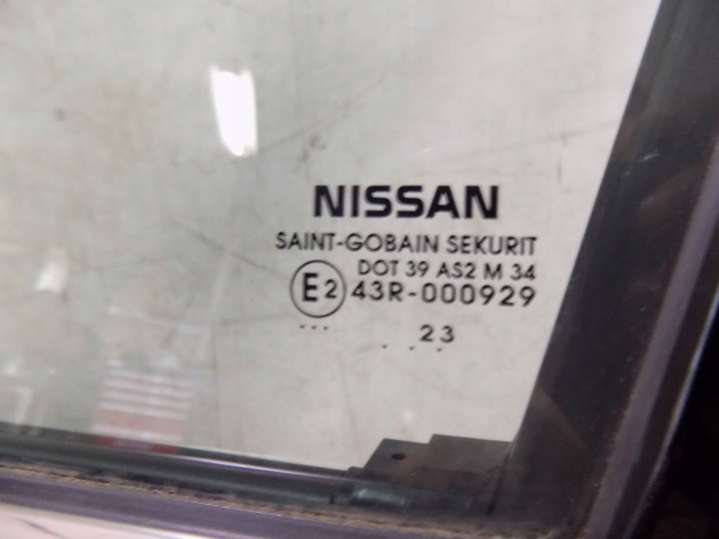 NISSAN
SAINT-GOBAIN SEKURIT
DOT 39 AS2 M 34
E2 43R-000929
... 23
. . ..